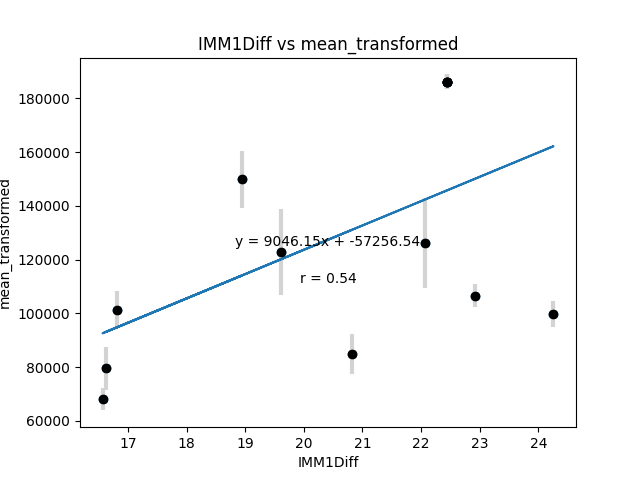 IMM1Diff vs mean_transformed
mean_transformed
180000
160000
140000
120000
100000
80000
60000
y = 9046.15x + -57256.54
r = 0.54
17 18 19 20 21 22 23 24
IMM1Diff